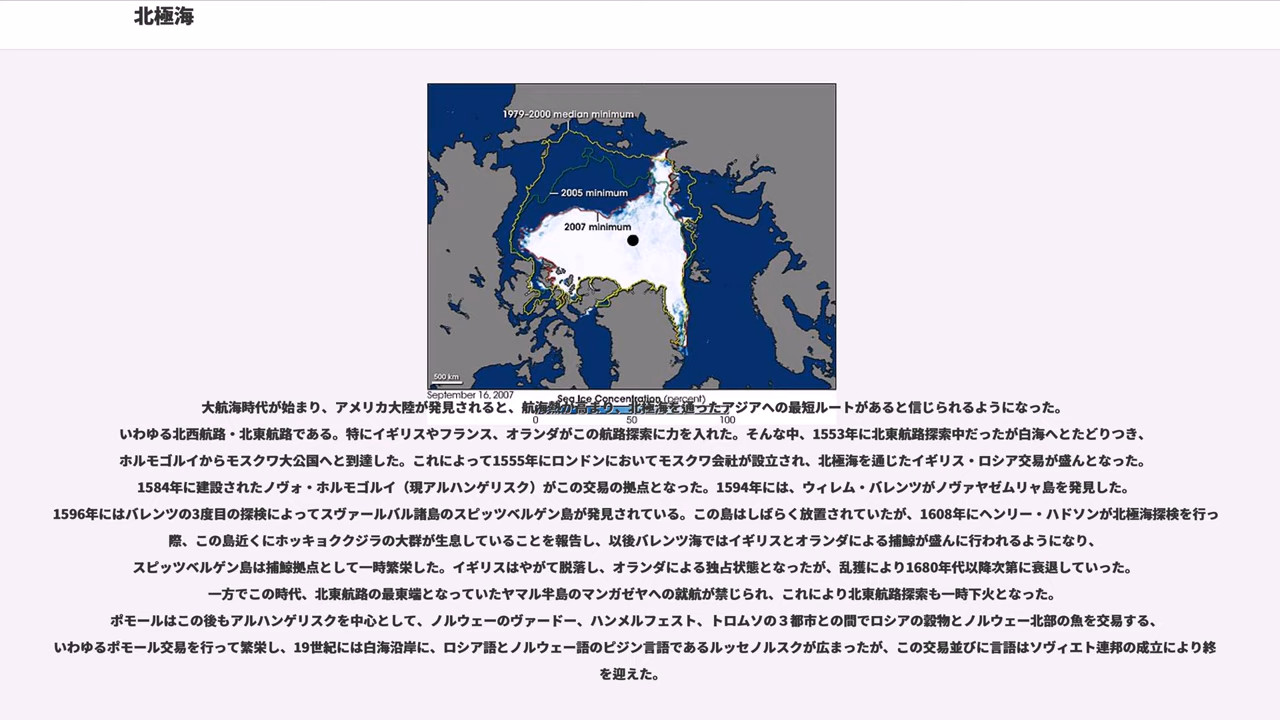 北極海
1979-2000 median minimum
2005 minimum
2007 minimum
500 km
September 16, 2007
Sea Ice Concentration (percent)
0 50 100
大航海時代が始まり、アメリカ大陸が発見されると、航海熱が高まり、北極海を通ったアジアへの最短ルートがあると信じられるようになった。
いわゆる北西航路・北東航路である。特にイギリスやフランス、オランダがこの航路探索に力を入れた。そんな中、1553年に北東航路探索中だったが白海へとたどりつき、
ホルモゴルイからモスクワ大公国へと到達した。これによって1555年にロンドンにおいてモスクワ会社が設立され、北極海を通じたイギリス・ロシア交易が盛んとなった。
1584年に建設されたノヴォ・ホルモゴルイ（現アルハンゲリスク）がこの交易の拠点となった。1594年には、ウィレム・バレンツがノヴァヤゼムリャ島を発見した。
1596年にはバレンツの3度目の探検によってスヴァールバル諸島のスピッツベルゲン島が発見されている。この島はしばらく放置されていたが、1608年にヘンリー・ハドソンが北極海探検を行っ
際、この島近くにホッキョククジラの大群が生息していることを報告し、以後バレンツ海ではイギリスとオランダによる捕鯨が盛んに行われるようになり、
スピッツベルゲン島は捕鯨拠点として一時繁栄した。イギリスはやがて脱落し、オランダによる独占状態となったが、乱獲により1680年代以降次第に衰退していった。
一方でこの時代、北東航路の最東端となっていたヤマル半島のマンガゼヤへの就航が禁じられ、これにより北東航路探索も一時下火となった。
ポモールはこの後もアルハンゲリスクを中心として、ノルウェーのヴァードー、ハンメルフェスト、トロムソの３都市との間でロシアの穀物とノルウェー北部の魚を交易する、
いわゆるポモール交易を行って繁栄し、19世紀には白海沿岸に、ロシア語とノルウェー語のピジン言語であるルッセノルスクが広まったが、この交易並びに言語はソヴィエト連邦の成立により終
を迎えた。